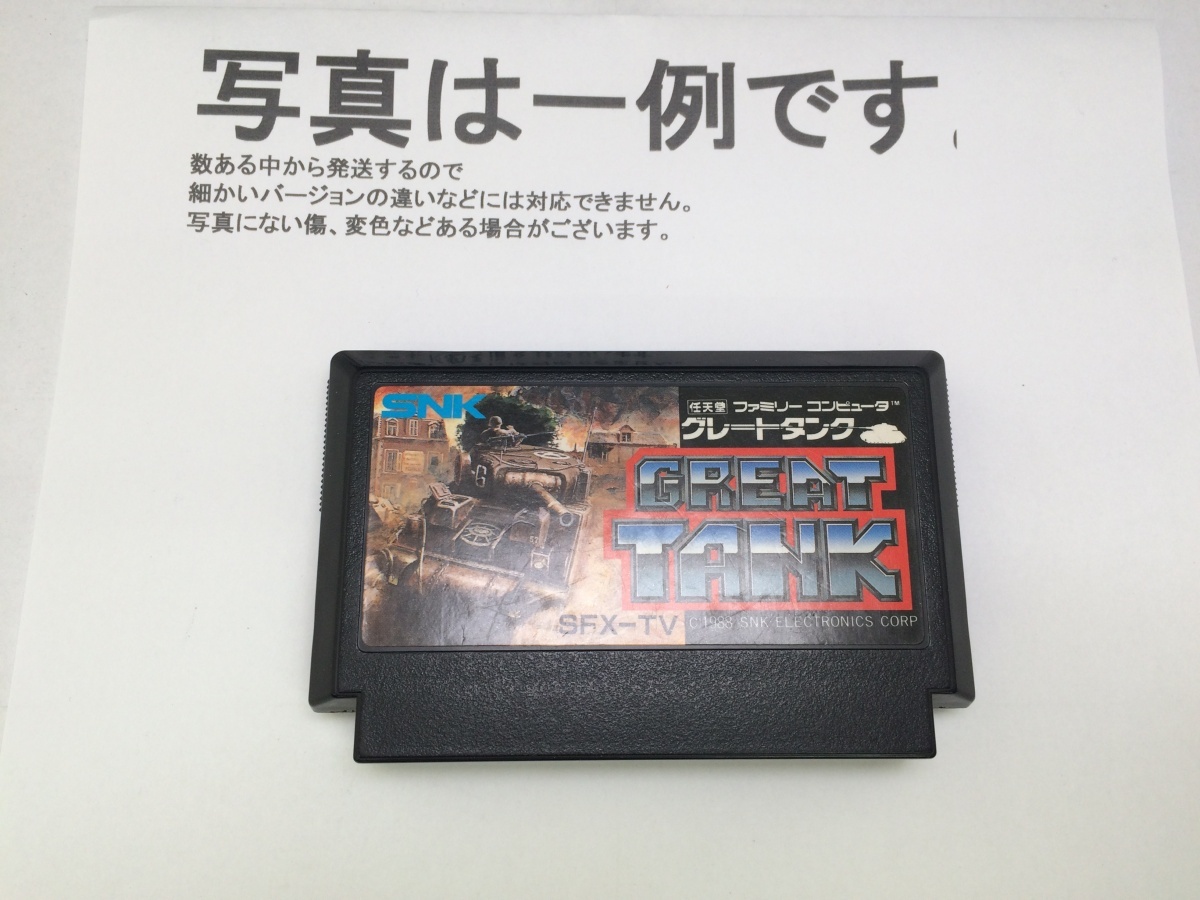 写真は一例です。
数ある中から発送するので
細かいバージョンの違いなどには対応できません。
写真にない傷、変色などある場合がございます。
SNK
任天堂 ファミリー コンピュータ™
グレートタンク
GREAT
TANK
SFX-TV
© 1988 SNK ELECTRONICS CORP